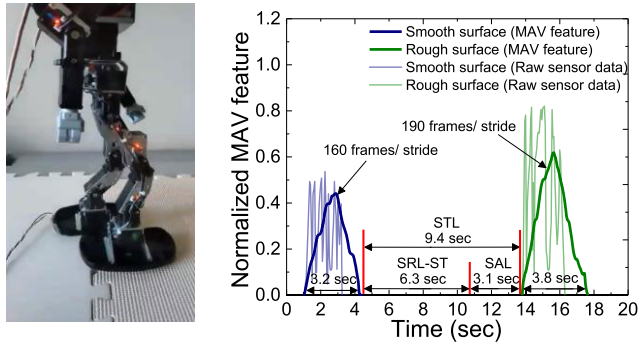 Normalized MAV feature
1.2
1.0
0.8
0.6
0.4
0.2
0.0
Smooth surface (MAV feature)
Rough surface (MAV feature)
Smooth surface (Raw sensor data)
Rough surface (Raw sensor data)
190 frames/ stride
160 frames/ stride
STL
9.4 sec
SRL-ST
6.3 sec
SAL
3.1 sec
3.2 sec
3.8 sec
0 2 4 6 8 10 12 14 16 18 20
Time (sec)